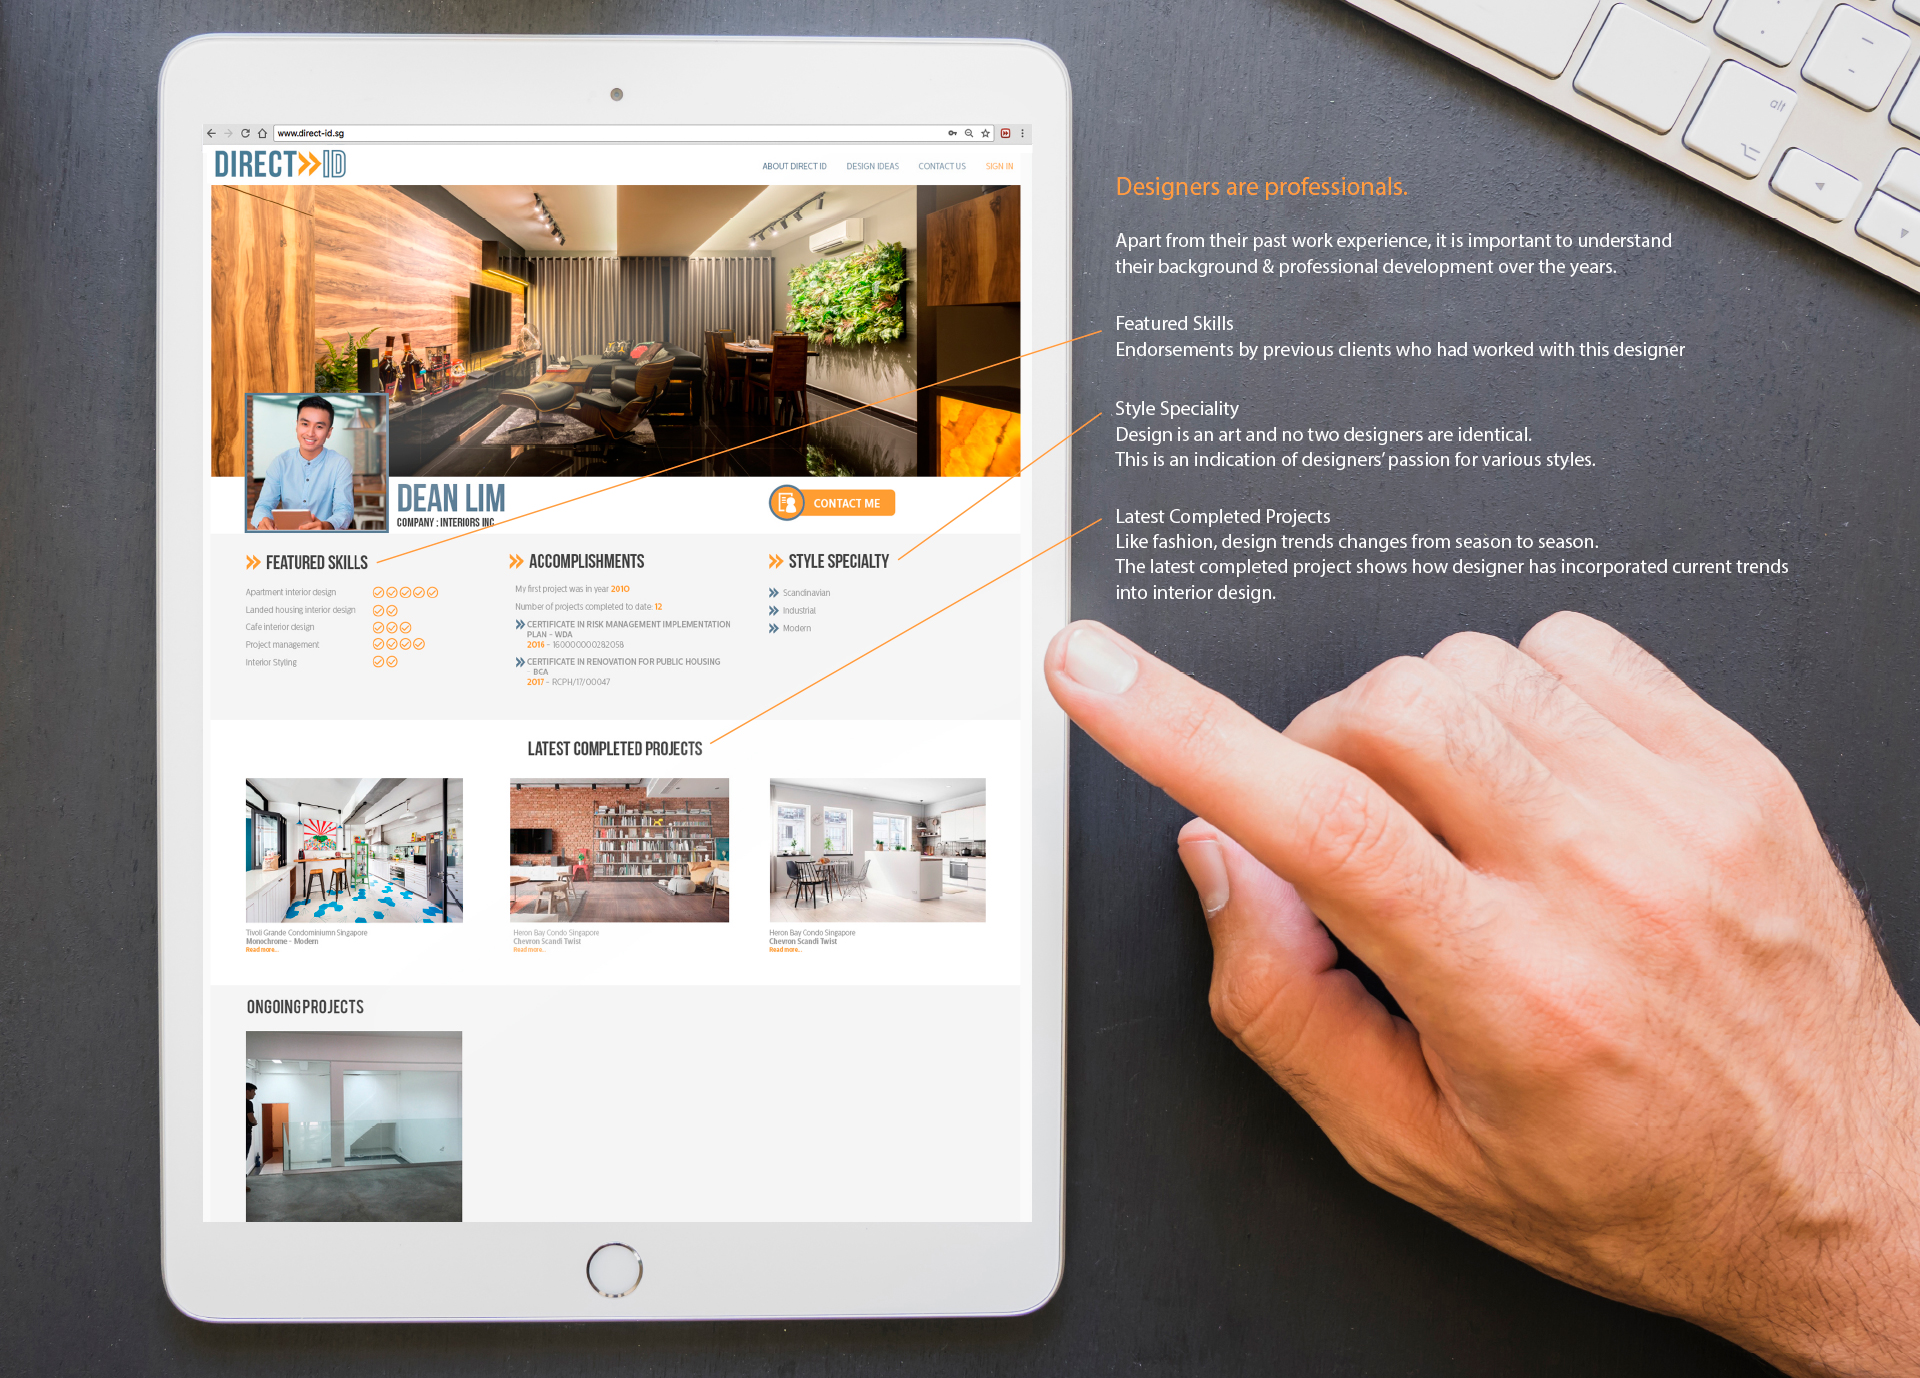 www.direct-id.sg
DIRECT ID
ABOUT DIRECT ID
DESIGN IDEAS
CONTACT US
SIGN IN
DEAN LIM
COMPANY : INTERIORS INC
CONTACT ME
FEATURED SKILLS
Apartment interior design
Landed housing interior design
Cafe interior design
Project management
Interior Styling
ACCOMPLISHMENTS
My first project was in year 2010
Number of projects completed to date: 12
CERTIFICATE IN RISK MANAGEMENT IMPLEMENTATION
PLAN - WDA
2016 - 160000000282058
CERTIFICATE IN RENOVATION FOR PUBLIC HOUSING
BCA
2017 - RCPH/17/00047
STYLE SPECIALTY
Scandinavian
Industrial
Modern
LATEST COMPLETED PROJECTS
Tivoli Grande Condominiumn Singapore
Monochrome - Modern
Read more...
Heron Bay Condo Singapore
Chevron Scandi Twist
Read more...
Heron Bay Condo Singapore
Chevron Scandi Twist
Read more...
ONGOING PROJECTS
Designers are professionals.
Apart from their past work experience, it is important to understand
their background & professional development over the years.
Featured Skills
Endorsements by previous clients who had worked with this designer
Style Speciality
Design is an art and no two designers are identical.
This is an indication of designers' passion for various styles.
Latest Completed Projects
Like fashion, design trends changes from season to season.
The latest completed project shows how designer has incorporated current trends
into interior design.
alt